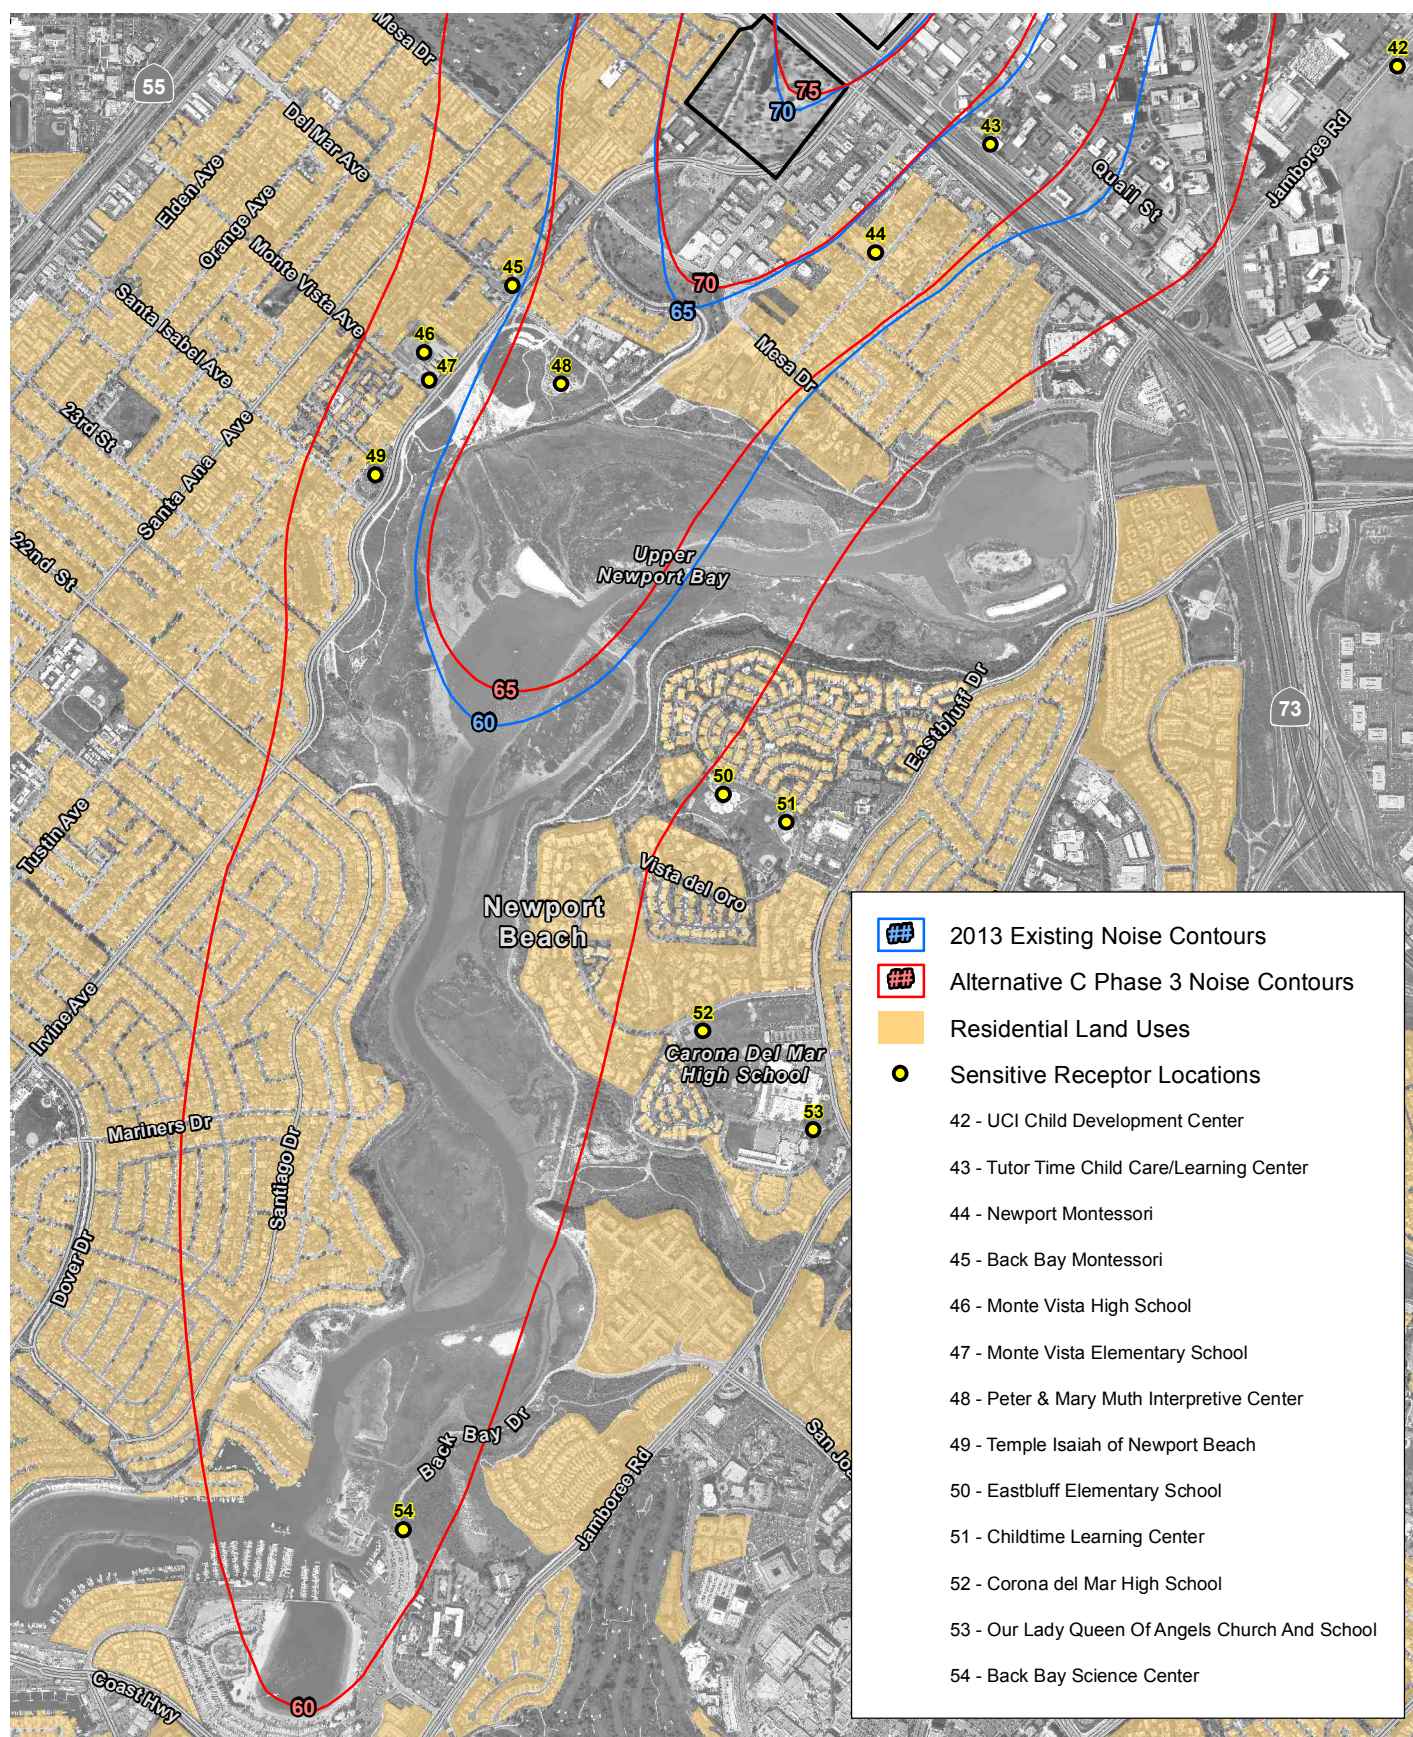 Mesa Dr
42
55
75
70
Del Mar Ave
43
Jamboree Rd
Elden Ave
Quail St
Orange Ave
44
Monte Vista Ave
45
70
65
Santa Isabel Ave
46
47
48
Mesa Dr
23rd St
Santa Ana Ave
49
22nd St
Upper
Newport Bay
65
60
Eastbluff Dr
73
50
51
Tustin Ave
Vista del Oro
Newport
Beach
Irvine Ave
52
Carona Del Mar
High School
53
Mariners Dr
Santiago Dr
Dover Dr
Back Bay Dr
San Joa
Jamboree Rd
54
Coast Hwy
60
## 2013 Existing Noise Contours
## Alternative C Phase 3 Noise Contours
Residential Land Uses
Sensitive Receptor Locations
42 - UCI Child Development Center
43 - Tutor Time Child Care/Learning Center
44 - Newport Montessori
45 - Back Bay Montessori
46 - Monte Vista High School
47 - Monte Vista Elementary School
48 - Peter & Mary Muth Interpretive Center
49 - Temple Isaiah of Newport Beach
50 - Eastbluff Elementary School
51 - Childtime Learning Center
52 - Corona del Mar High School
53 - Our Lady Queen Of Angels Church And School
54 - Back Bay Science Center